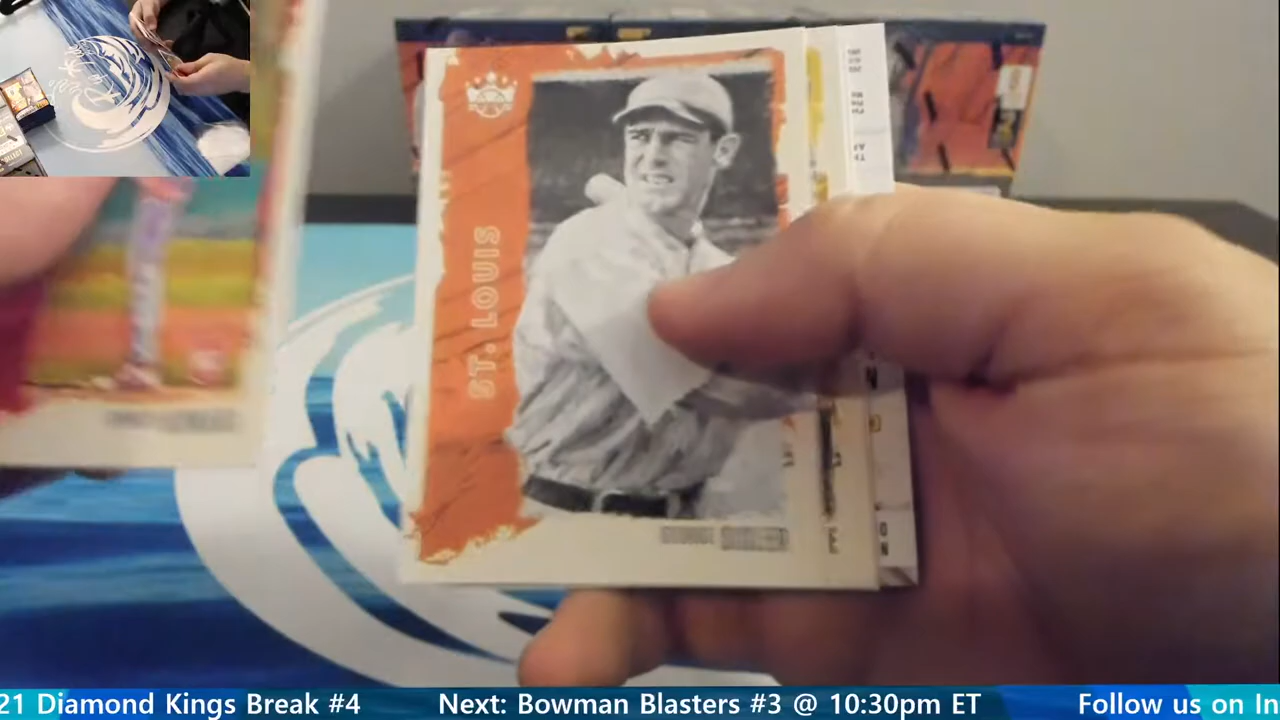 ST. LOUIS
21 Diamond Kings Break #4 Next: Bowman Blasters #3 @ 10:30pm ET Follow us on In